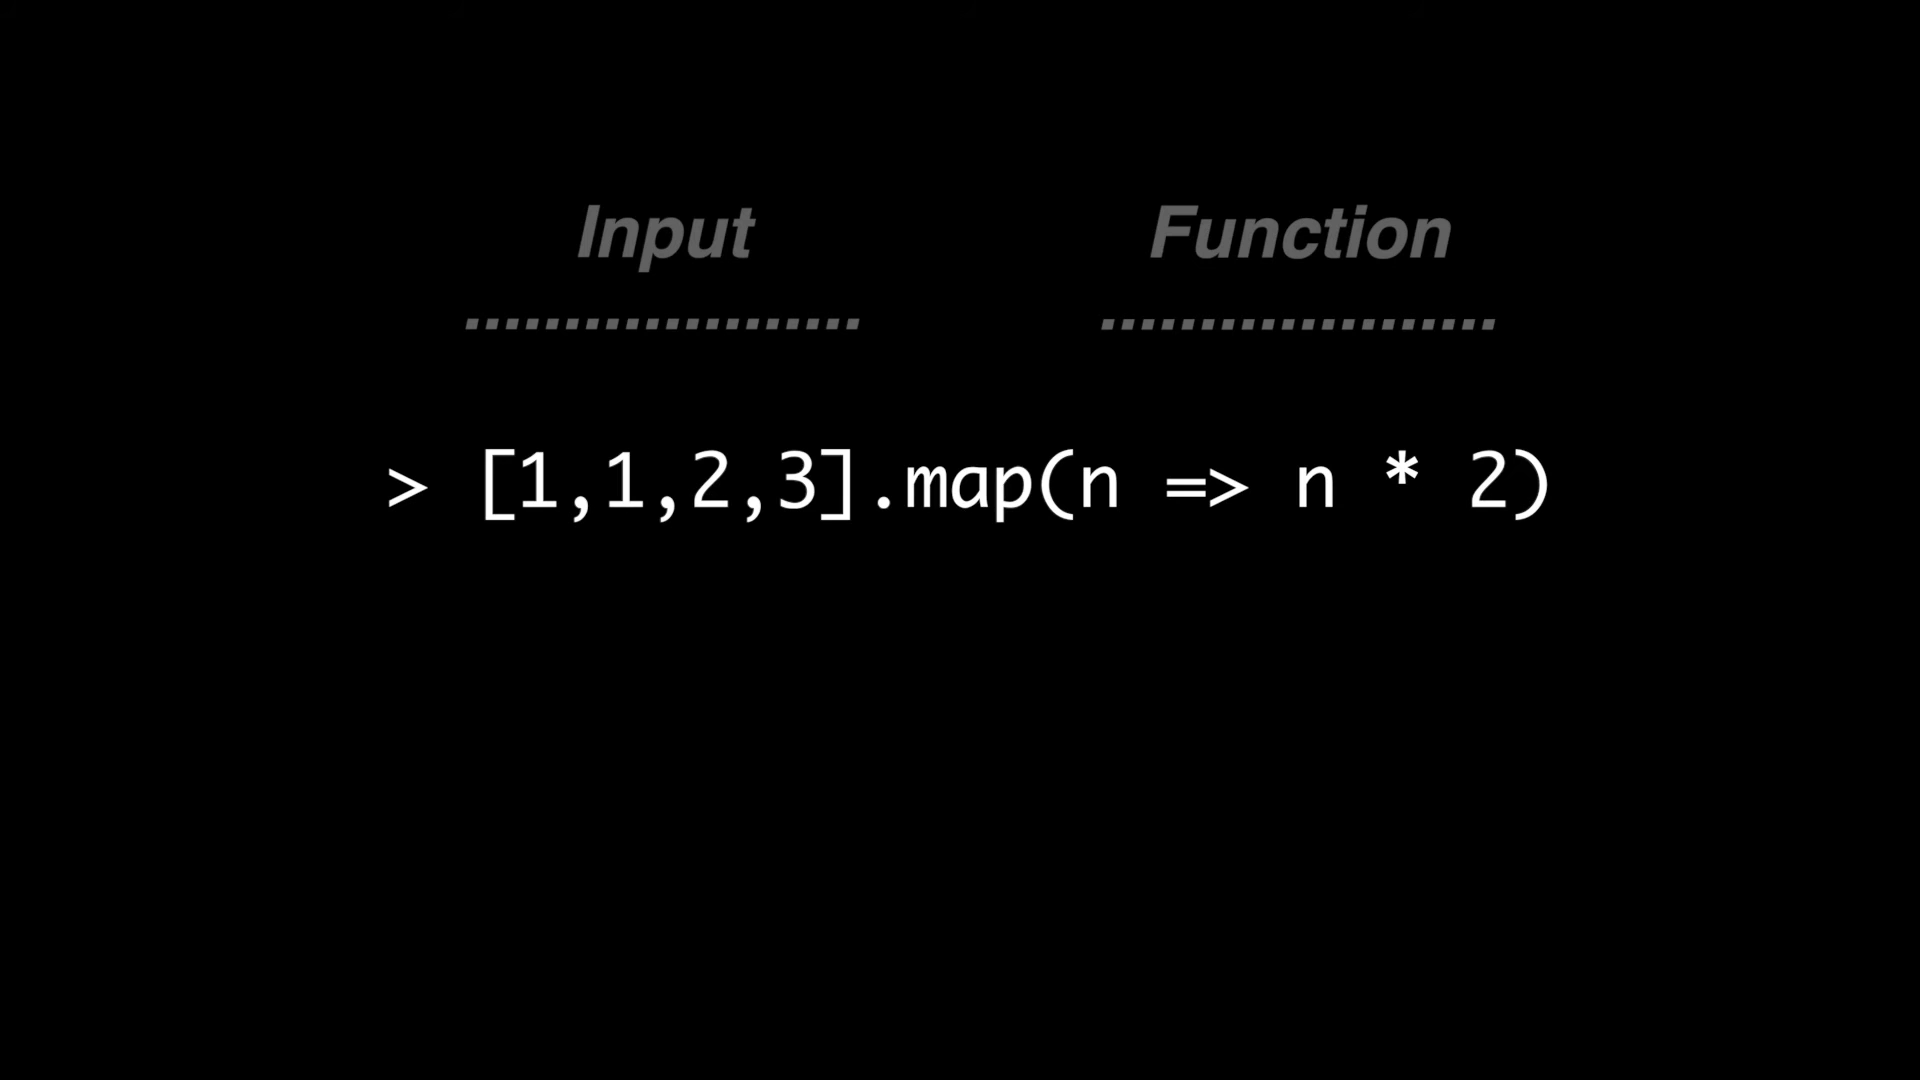 Input Function
> [1,1,2,3].map(n => n * 2)